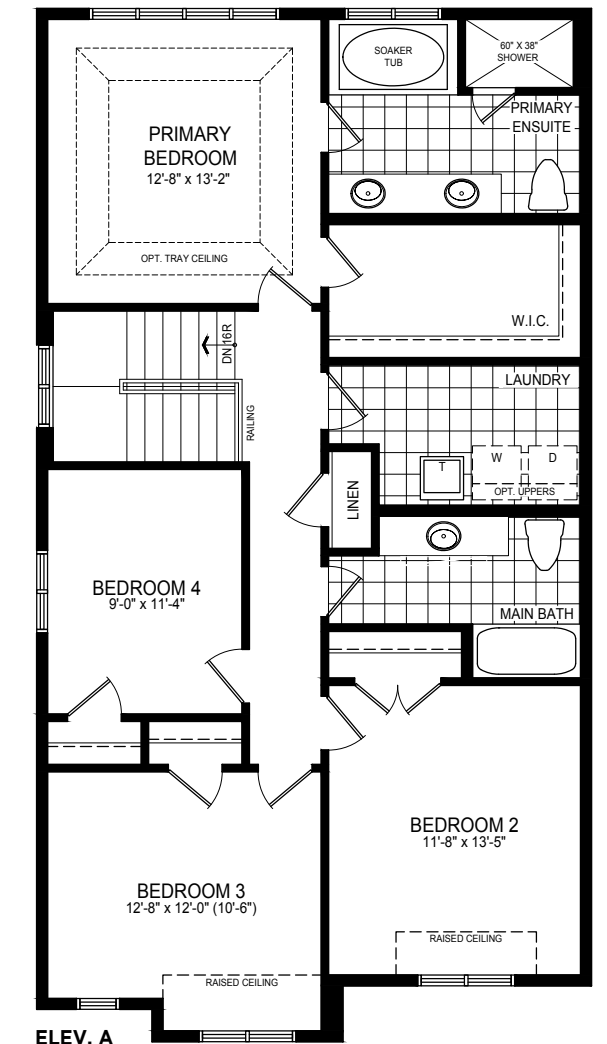 SOAKER
TUB
60" X 38"
SHOWER
PRIMARY
ENSUITE
PRIMARY
BEDROOM
12'-8" x 13'-2"
OPT. TRAY CEILING
W.I.C.
DN 16R
RAILING
LAUNDRY
T
W
D
OPT. UPPERS
LINEN
MAIN BATH
BEDROOM 4
9'-0" x 11'-4"
BEDROOM 2
11'-8" x 13'-5"
RAISED CEILING
BEDROOM 3
12'-8" x 12'-0" (10'-6")
RAISED CEILING
ELEV. A